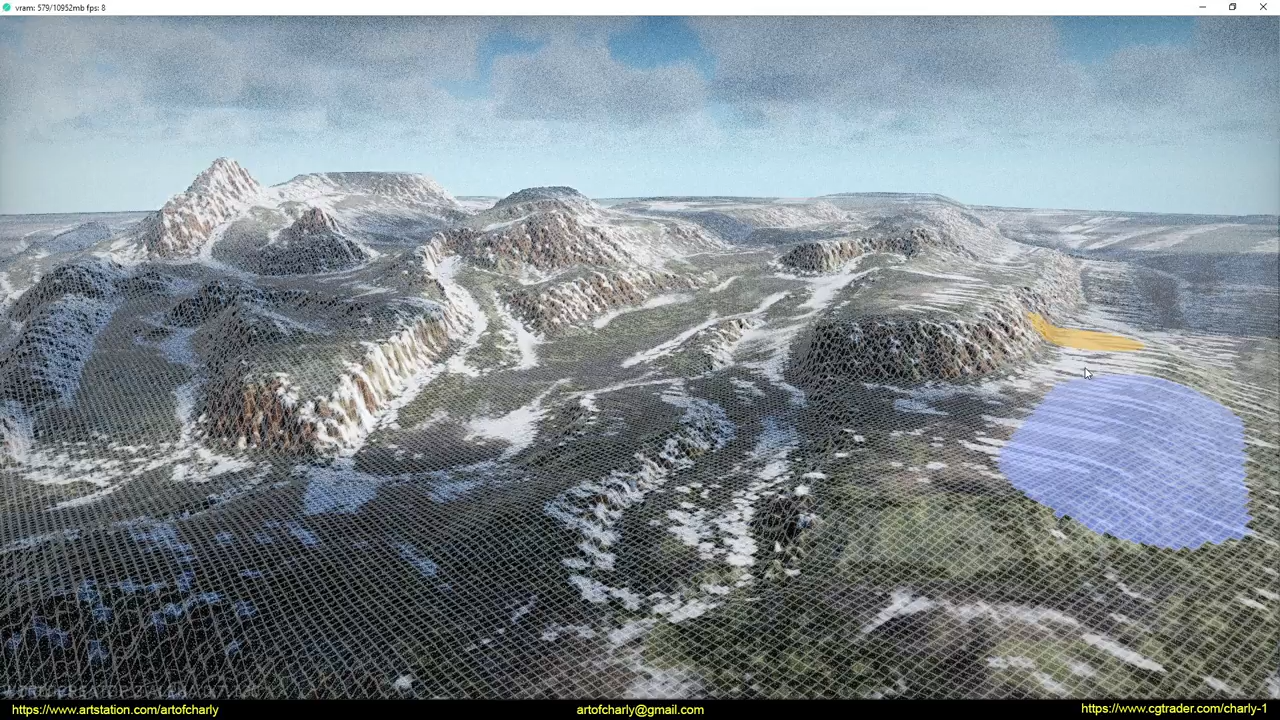 vram: 579/10952mb fps: 8
https://www.artstation.com/artofcharly
artofcharly@gmail.com
https://www.cgtrader.com/charly-1